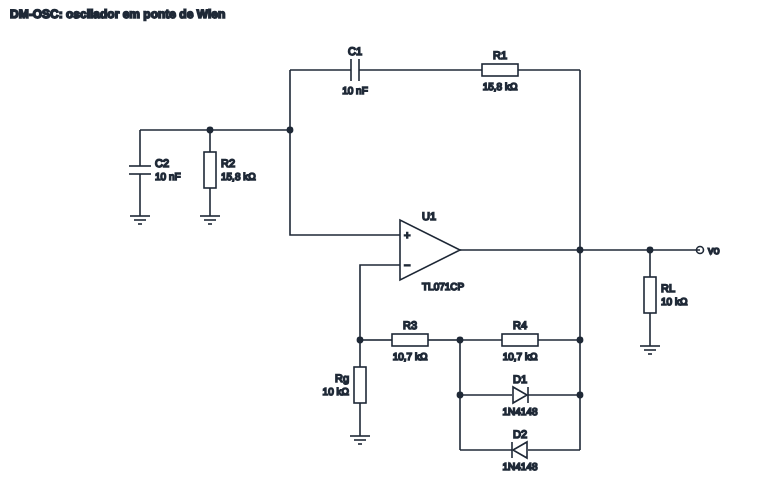 DM-OSC: oscilador em ponte de Wien
C1
10 nF
R1
15,8 kΩ
C2
10 nF
R2
15,8 kΩ
U1
+
−
TL071CP
vo
RL
10 kΩ
R3
10,7 kΩ
R4
10,7 kΩ
Rg
10 kΩ
D1
1N4148
D2
1N4148